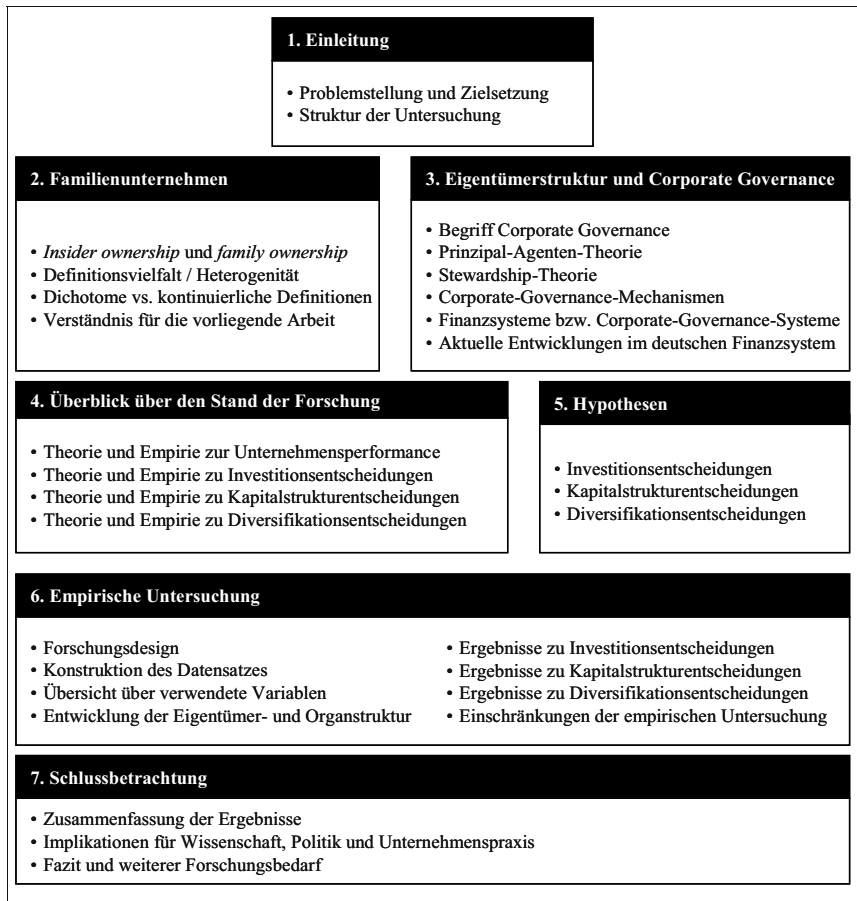 1. Einleitung
• Problemstellung und Zielsetzung
• Struktur der Untersuchung
2. Familienunternehmen
• Insider ownership und family ownership
• Definitionsvielfalt / Heterogenität
• Dichotome vs. kontinuierliche Definitionen
• Verständnis für die vorliegende Arbeit
3. Eigentümerstruktur und Corporate Governance
• Begriff Corporate Governance
• Prinzipal-Agenten-Theorie
• Stewardship-Theorie
• Corporate-Governance-Mechanismen
• Finanzsysteme bzw. Corporate-Governance-Systeme
• Aktuelle Entwicklungen im deutschen Finanzsystem
4. Überblick über den Stand der Forschung
• Theorie und Empirie zur Unternehmensperformance
• Theorie und Empirie zu Investitionsentscheidungen
• Theorie und Empirie zu Kapitalstrukturentscheidungen
• Theorie und Empirie zu Diversifikationsentscheidungen
5. Hypothesen
• Investitionsentscheidungen
• Kapitalstrukturentscheidungen
• Diversifikationsentscheidungen
6. Empirische Untersuchung
• Forschungsdesign
• Konstruktion des Datensatzes
• Übersicht über verwendete Variablen
• Entwicklung der Eigentümer- und Organstruktur
• Ergebnisse zu Investitionsentscheidungen
• Ergebnisse zu Kapitalstrukturentscheidungen
• Ergebnisse zu Diversifikationsentscheidungen
• Einschränkungen der empirischen Untersuchung
7. Schlussbetrachtung
• Zusammenfassung der Ergebnisse
• Implikationen für Wissenschaft, Politik und Unternehmenspraxis
• Fazit und weiterer Forschungsbedarf